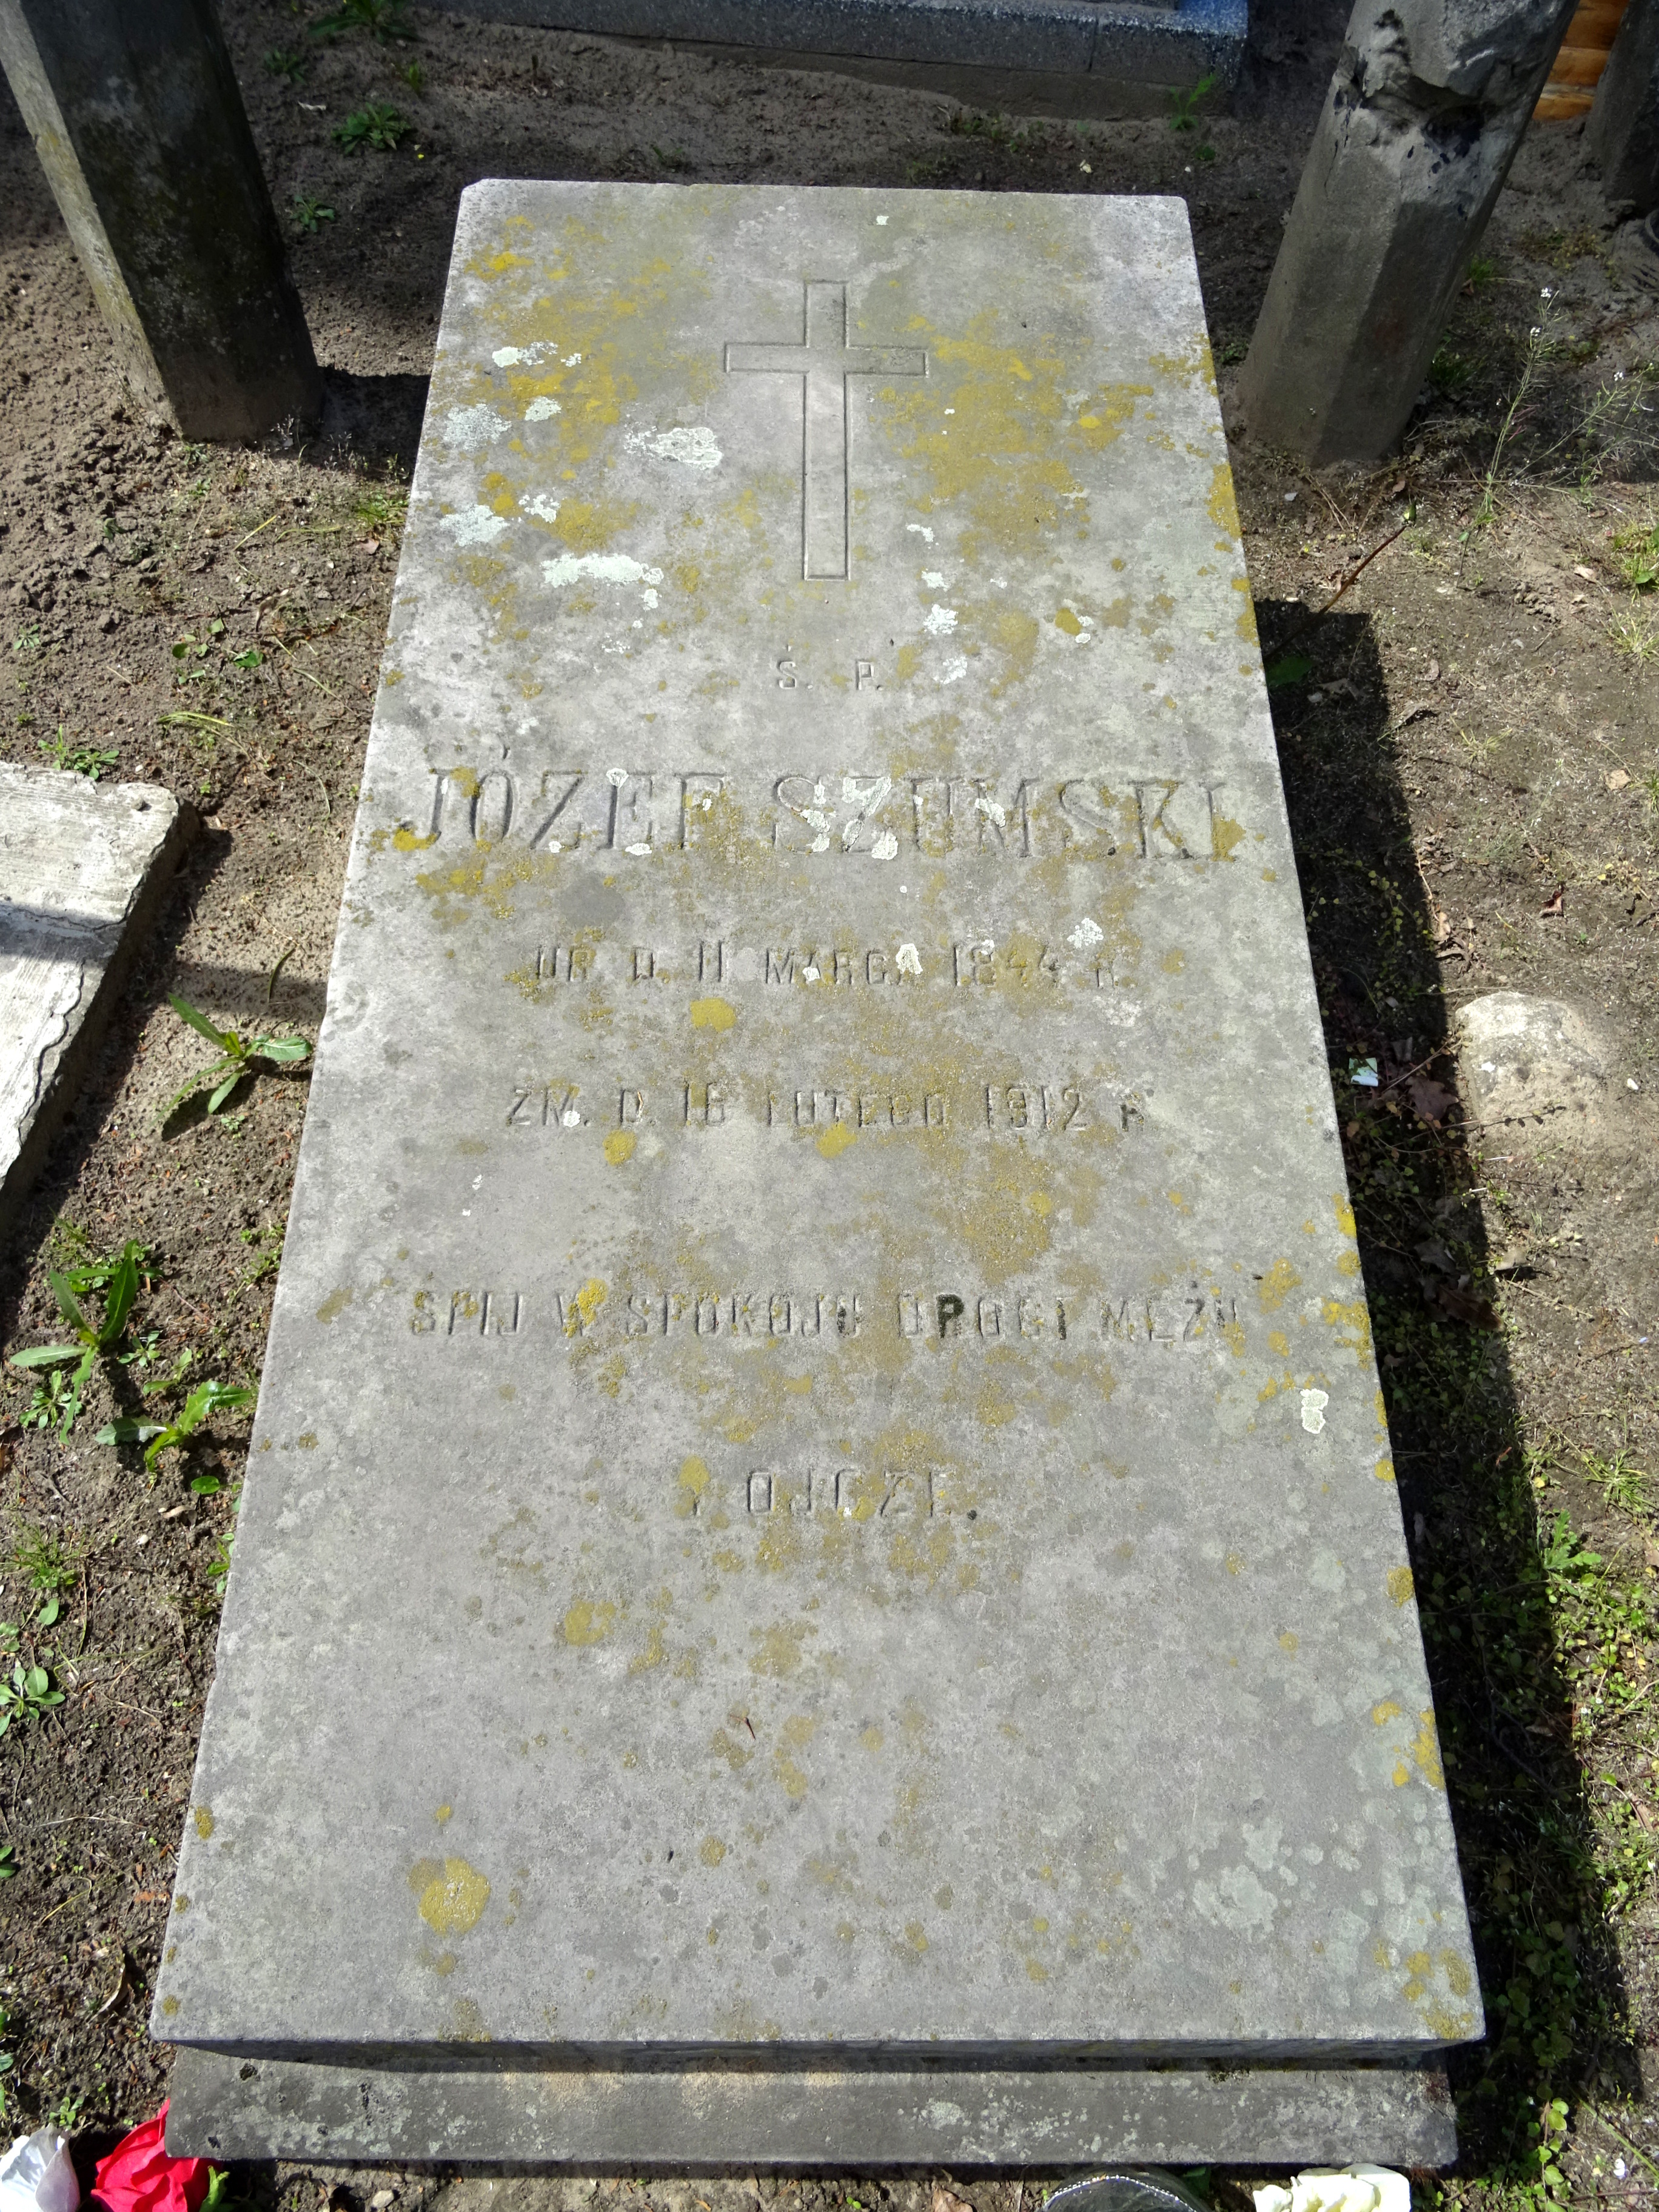 Ś. P.
JÓZEF SZUMSKI
UR. D. 11 MARCA 1844 R.
ZM. D. 16 LUTEGO 1912 R.
ŚPIJ W SPOKOJU DROGI MĘŻU
I OJCZE.